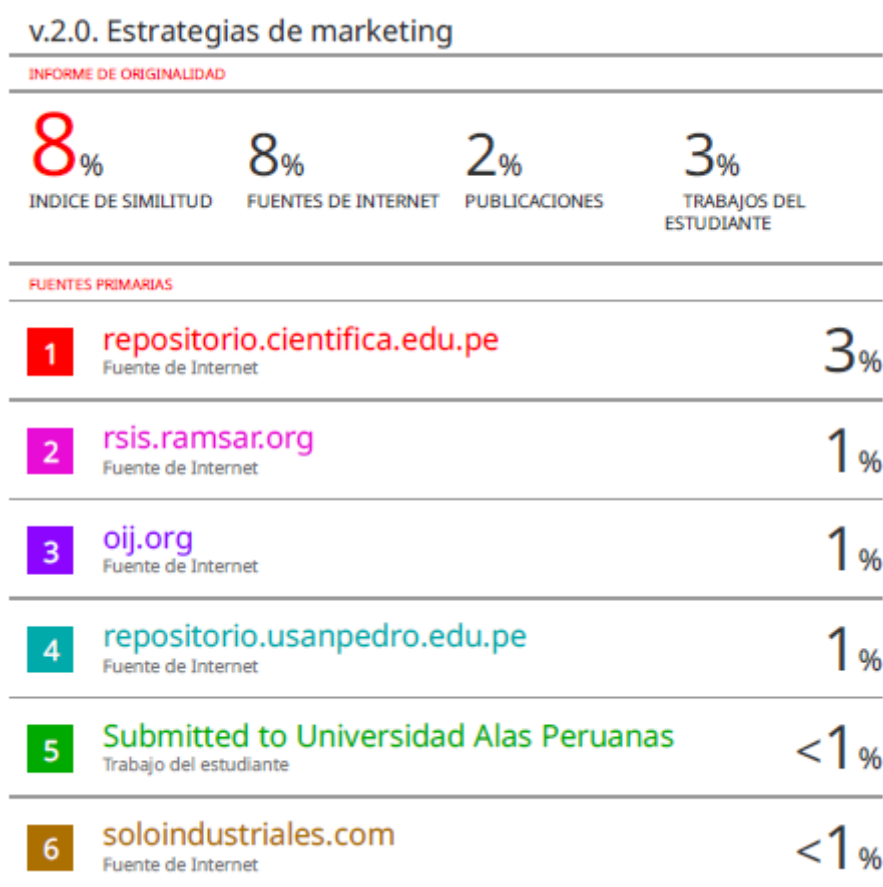 v.2.0. Estrategias de marketing
INFORME DE ORIGINALIDAD
8%
8%
2%
3%
INDICE DE SIMILITUD
FUENTES DE INTERNET
PUBLICACIONES
TRABAJOS DEL
ESTUDIANTE
FUENTES PRIMARIAS
1
repositorio.cientifica.edu.pe
Fuente de Internet
3%
2
rsis.ramsar.org
Fuente de Internet
1%
3
oij.org
Fuente de Internet
1%
4
repositorio.usanpedro.edu.pe
Fuente de Internet
1%
5
Submitted to Universidad Alas Peruanas
Trabajo del estudiante
<1%
6
soloindustriales.com
Fuente de Internet
<1%